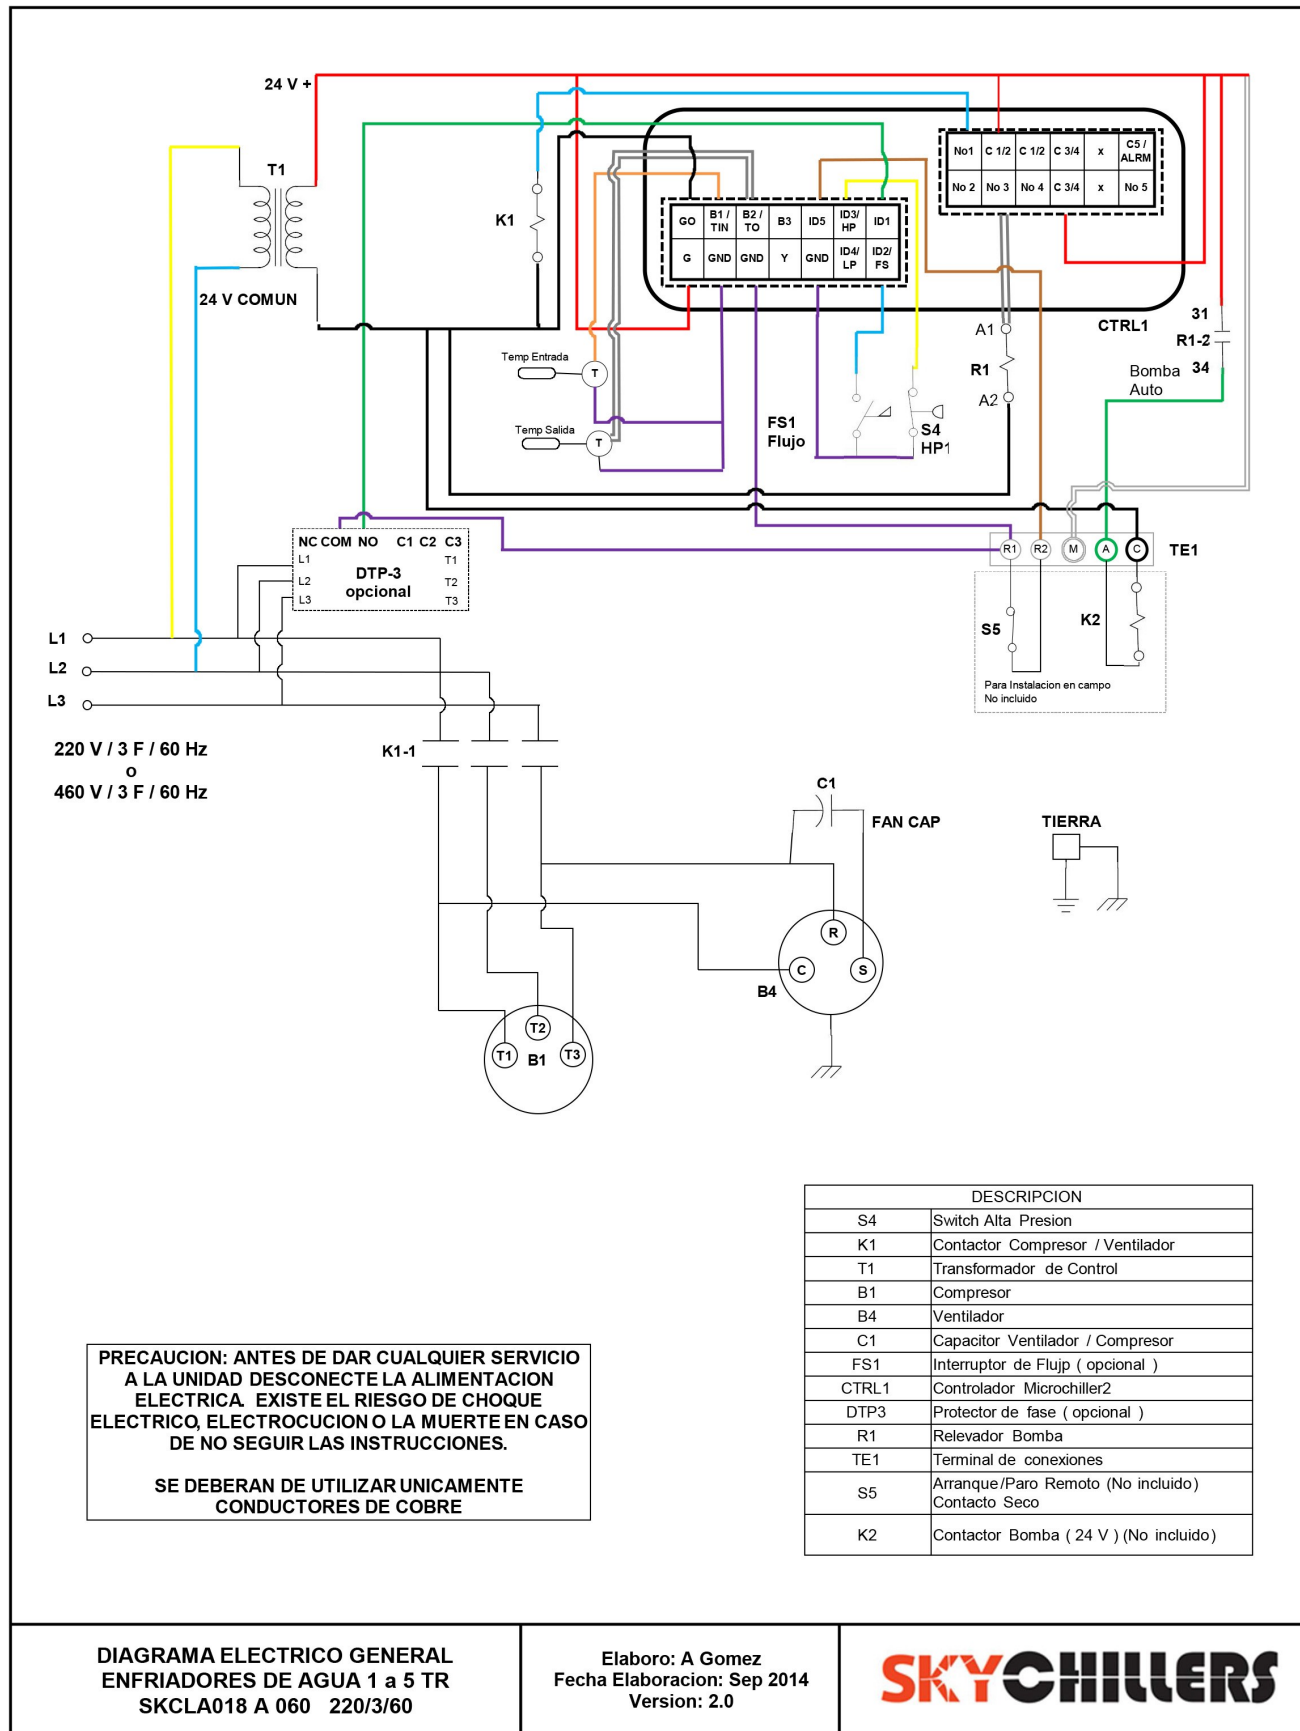 24 V +
T1
24 V COMUN
K1
No1 C 1/2 C 1/2 C 3/4 x C5 / ALRM
No 2 No 3 No 4 C 3/4 x No 5
GO B1 / TIN B2 / TO B3 ID5 ID3/ HP ID1
G GND GND Y GND ID4/ LP ID2/ FS
CTRL1
31
R1-2
34
Bomba
Auto
A1
R1
A2
Temp Entrada
T
Temp Salida
T
FS1
Flujo
S4
HP1
NC COM NO C1 C2 C3
L1 T1
L2 T2
L3 T3
DTP-3
opcional
R1 R2 M A C
TE1
S5
K2
Para Instalacion en campo
No incluido
L1
L2
L3
220 V / 3 F / 60 Hz
o
460 V / 3 F / 60 Hz
K1-1
C1
FAN CAP
TIERRA
R
C
S
B4
T2
T1
B1
T3
DESCRIPCION
S4 Switch Alta Presion
K1 Contactor Compresor / Ventilador
T1 Transformador de Control
B1 Compresor
B4 Ventilador
C1 Capacitor Ventilador / Compresor
FS1 Interruptor de Flujp ( opcional )
CTRL1 Controlador Microchiller2
DTP3 Protector de fase ( opcional )
R1 Relevador Bomba
TE1 Terminal de conexiones
S5 Arranque/Paro Remoto (No incluido)
Contacto Seco
K2 Contactor Bomba ( 24 V ) (No incluido)
PRECAUCION: ANTES DE DAR CUALQUIER SERVICIO
A LA UNIDAD DESCONECTE LA ALIMENTACION
ELECTRICA. EXISTE EL RIESGO DE CHOQUE
ELECTRICO, ELECTROCUCION O LA MUERTE EN CASO
DE NO SEGUIR LAS INSTRUCCIONES.
SE DEBERAN DE UTILIZAR UNICAMENTE
CONDUCTORES DE COBRE
DIAGRAMA ELECTRICO GENERAL
ENFRIADORES DE AGUA 1 a 5 TR
SKCLA018 A 060 220/3/60
Elaboro: A Gomez
Fecha Elaboracion: Sep 2014
Version: 2.0
SKYCHILLERS